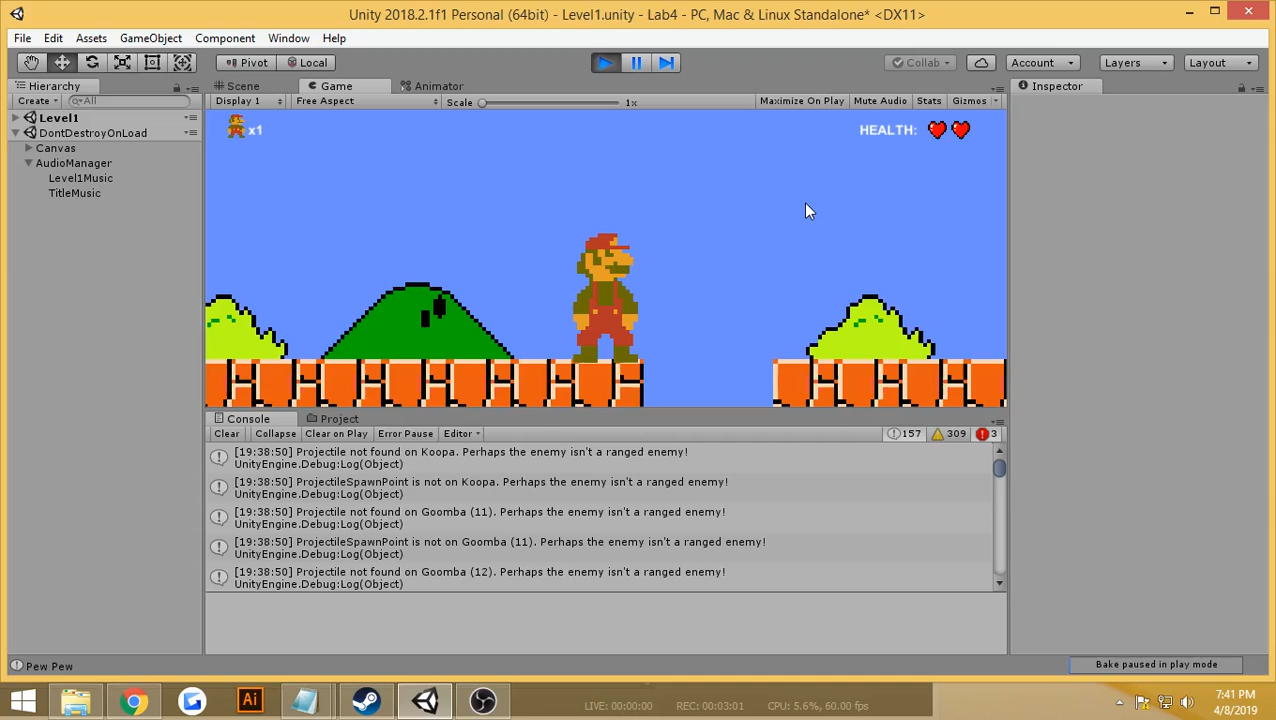 Unity 2018.2.1f1 Personal (64bit) - Level1.unity - Lab4 - PC, Mac & Linux Standalone* <DX11>
File Edit Assets GameObject Component Window Help
Pivot Local Collab Account Layers Layout
Hierarchy Scene Game Animator Inspector
Create All Display 1 Free Aspect Scale 1x Maximize On Play Mute Audio Stats Gizmos
Level1
DontDestroyOnLoad
Canvas
AudioManager
Level1Music
TitleMusic
x1 HEALTH:
Console Project
Clear Collapse Clear on Play Error Pause Editor 157 309 3
[19:38:50] Projectile not found on Koopa. Perhaps the enemy isn't a ranged enemy!
UnityEngine.Debug:Log(Object)
[19:38:50] ProjectileSpawnPoint is not on Koopa. Perhaps the enemy isn't a ranged enemy!
UnityEngine.Debug:Log(Object)
[19:38:50] Projectile not found on Goomba (11). Perhaps the enemy isn't a ranged enemy!
UnityEngine.Debug:Log(Object)
[19:38:50] ProjectileSpawnPoint is not on Goomba (11). Perhaps the enemy isn't a ranged enemy!
UnityEngine.Debug:Log(Object)
[19:38:50] Projectile not found on Goomba (12). Perhaps the enemy isn't a ranged enemy!
UnityEngine.Debug:Log(Object)
Pew Pew Bake paused in play mode
Ai LIVE: 00:00:00 REC: 00:03:01 CPU: 5.6%, 60.00 fps 7:41 PM
4/8/2019